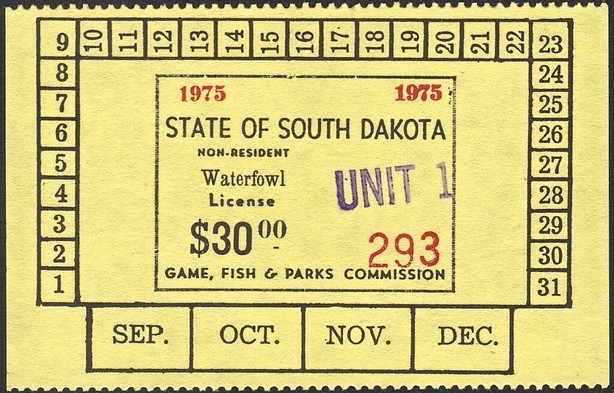 9 10 11 12 13 14 15 16 17 18 19 20 21 22 23
8 24
7 25
6 26
5 27
4 28
3 29
2 30
1 31
1975 1975
STATE OF SOUTH DAKOTA
NON-RESIDENT
Waterfowl
License
UNIT 1
$30 00
293
GAME, FISH & PARKS COMMISSION
SEP. OCT. NOV. DEC.